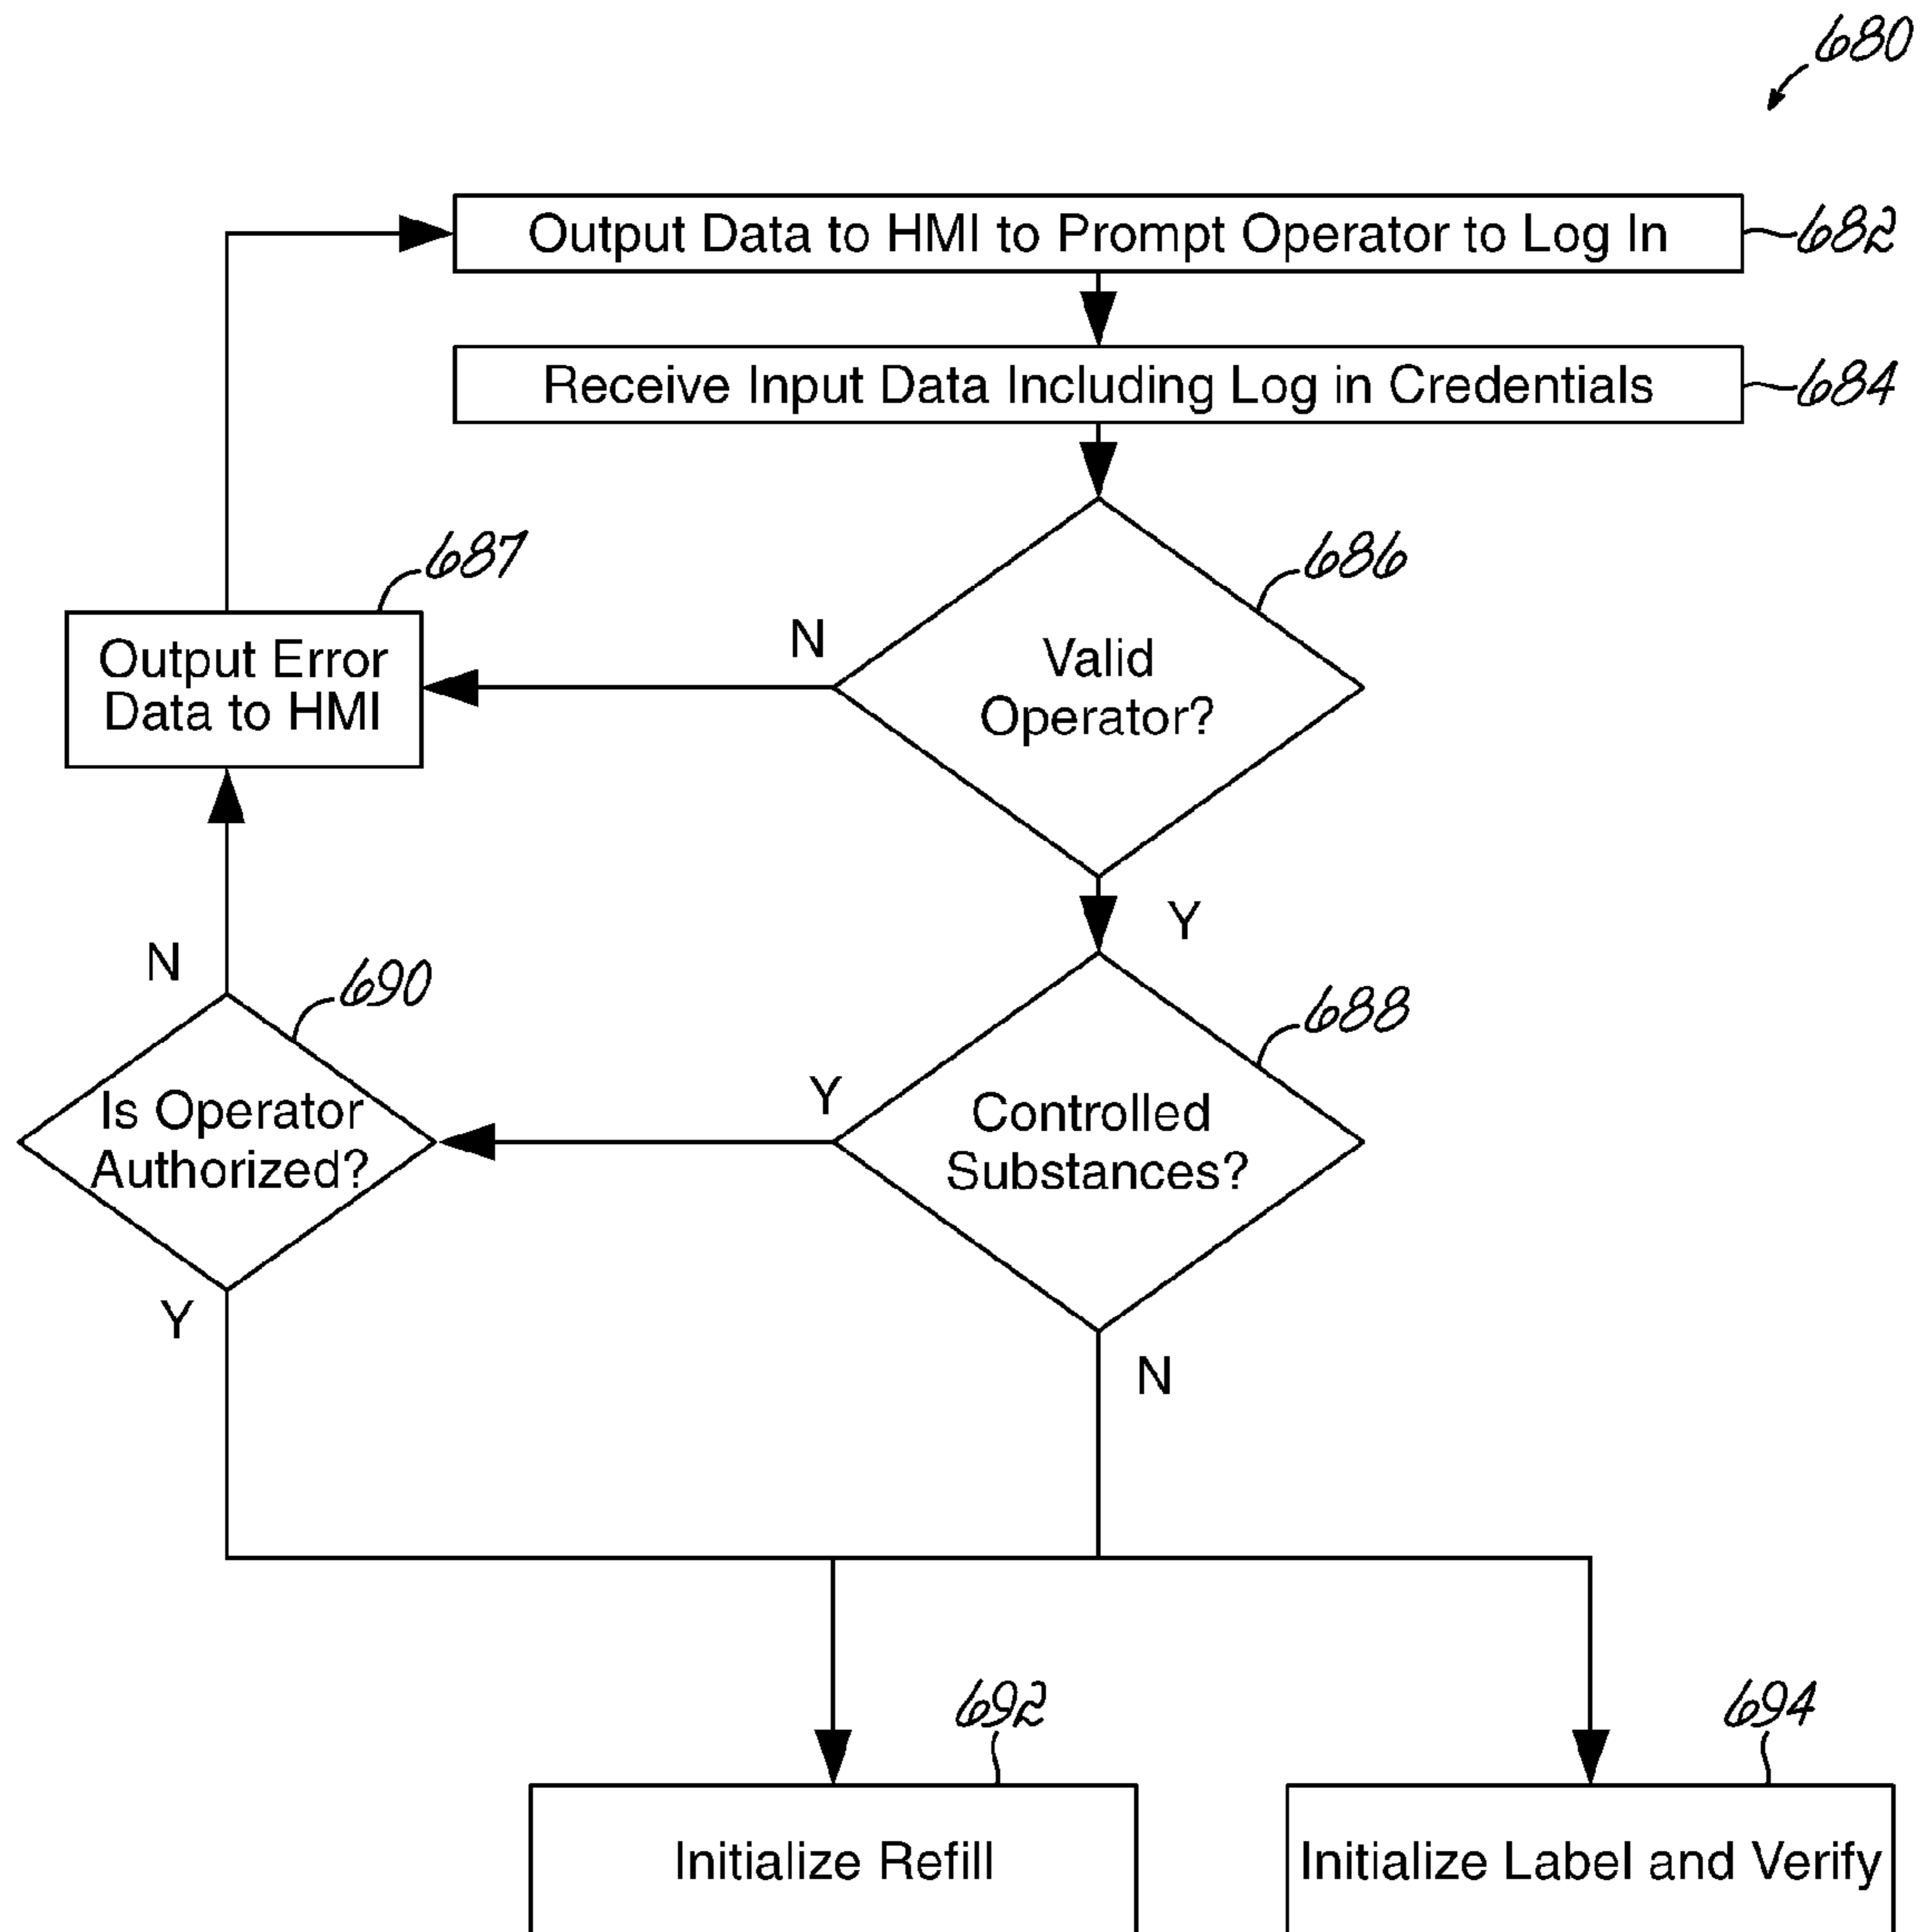 680
Output Data to HMI to Prompt Operator to Log In
682
Receive Input Data Including Log in Credentials
684
687
686
Output Error
Data to HMI
N
Valid
Operator?
Y
N
690
688
Is Operator
Authorized?
Y
Controlled
Substances?
Y
N
692
694
Initialize Refill
Initialize Label and Verify